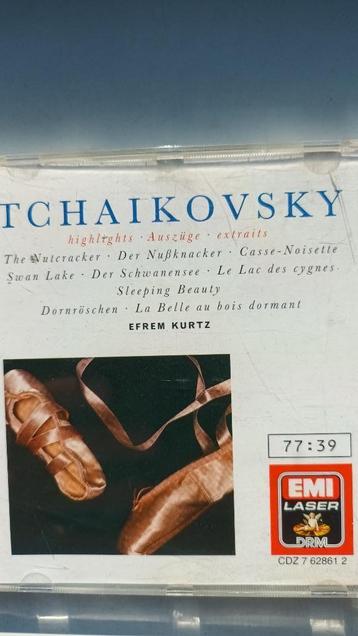 TCHAIKOVSKY
highlights · Auszüge · extraits
The Nutcracker · Der Nußknacker · Casse-Noisette
Swan Lake · Der Schwanensee · Le Lac des cygnes
Sleeping Beauty
Dornröschen · La Belle au bois dormant
EFREM KURTZ
77:39
EMI
LASER
DRM
CDZ 7 62861 2